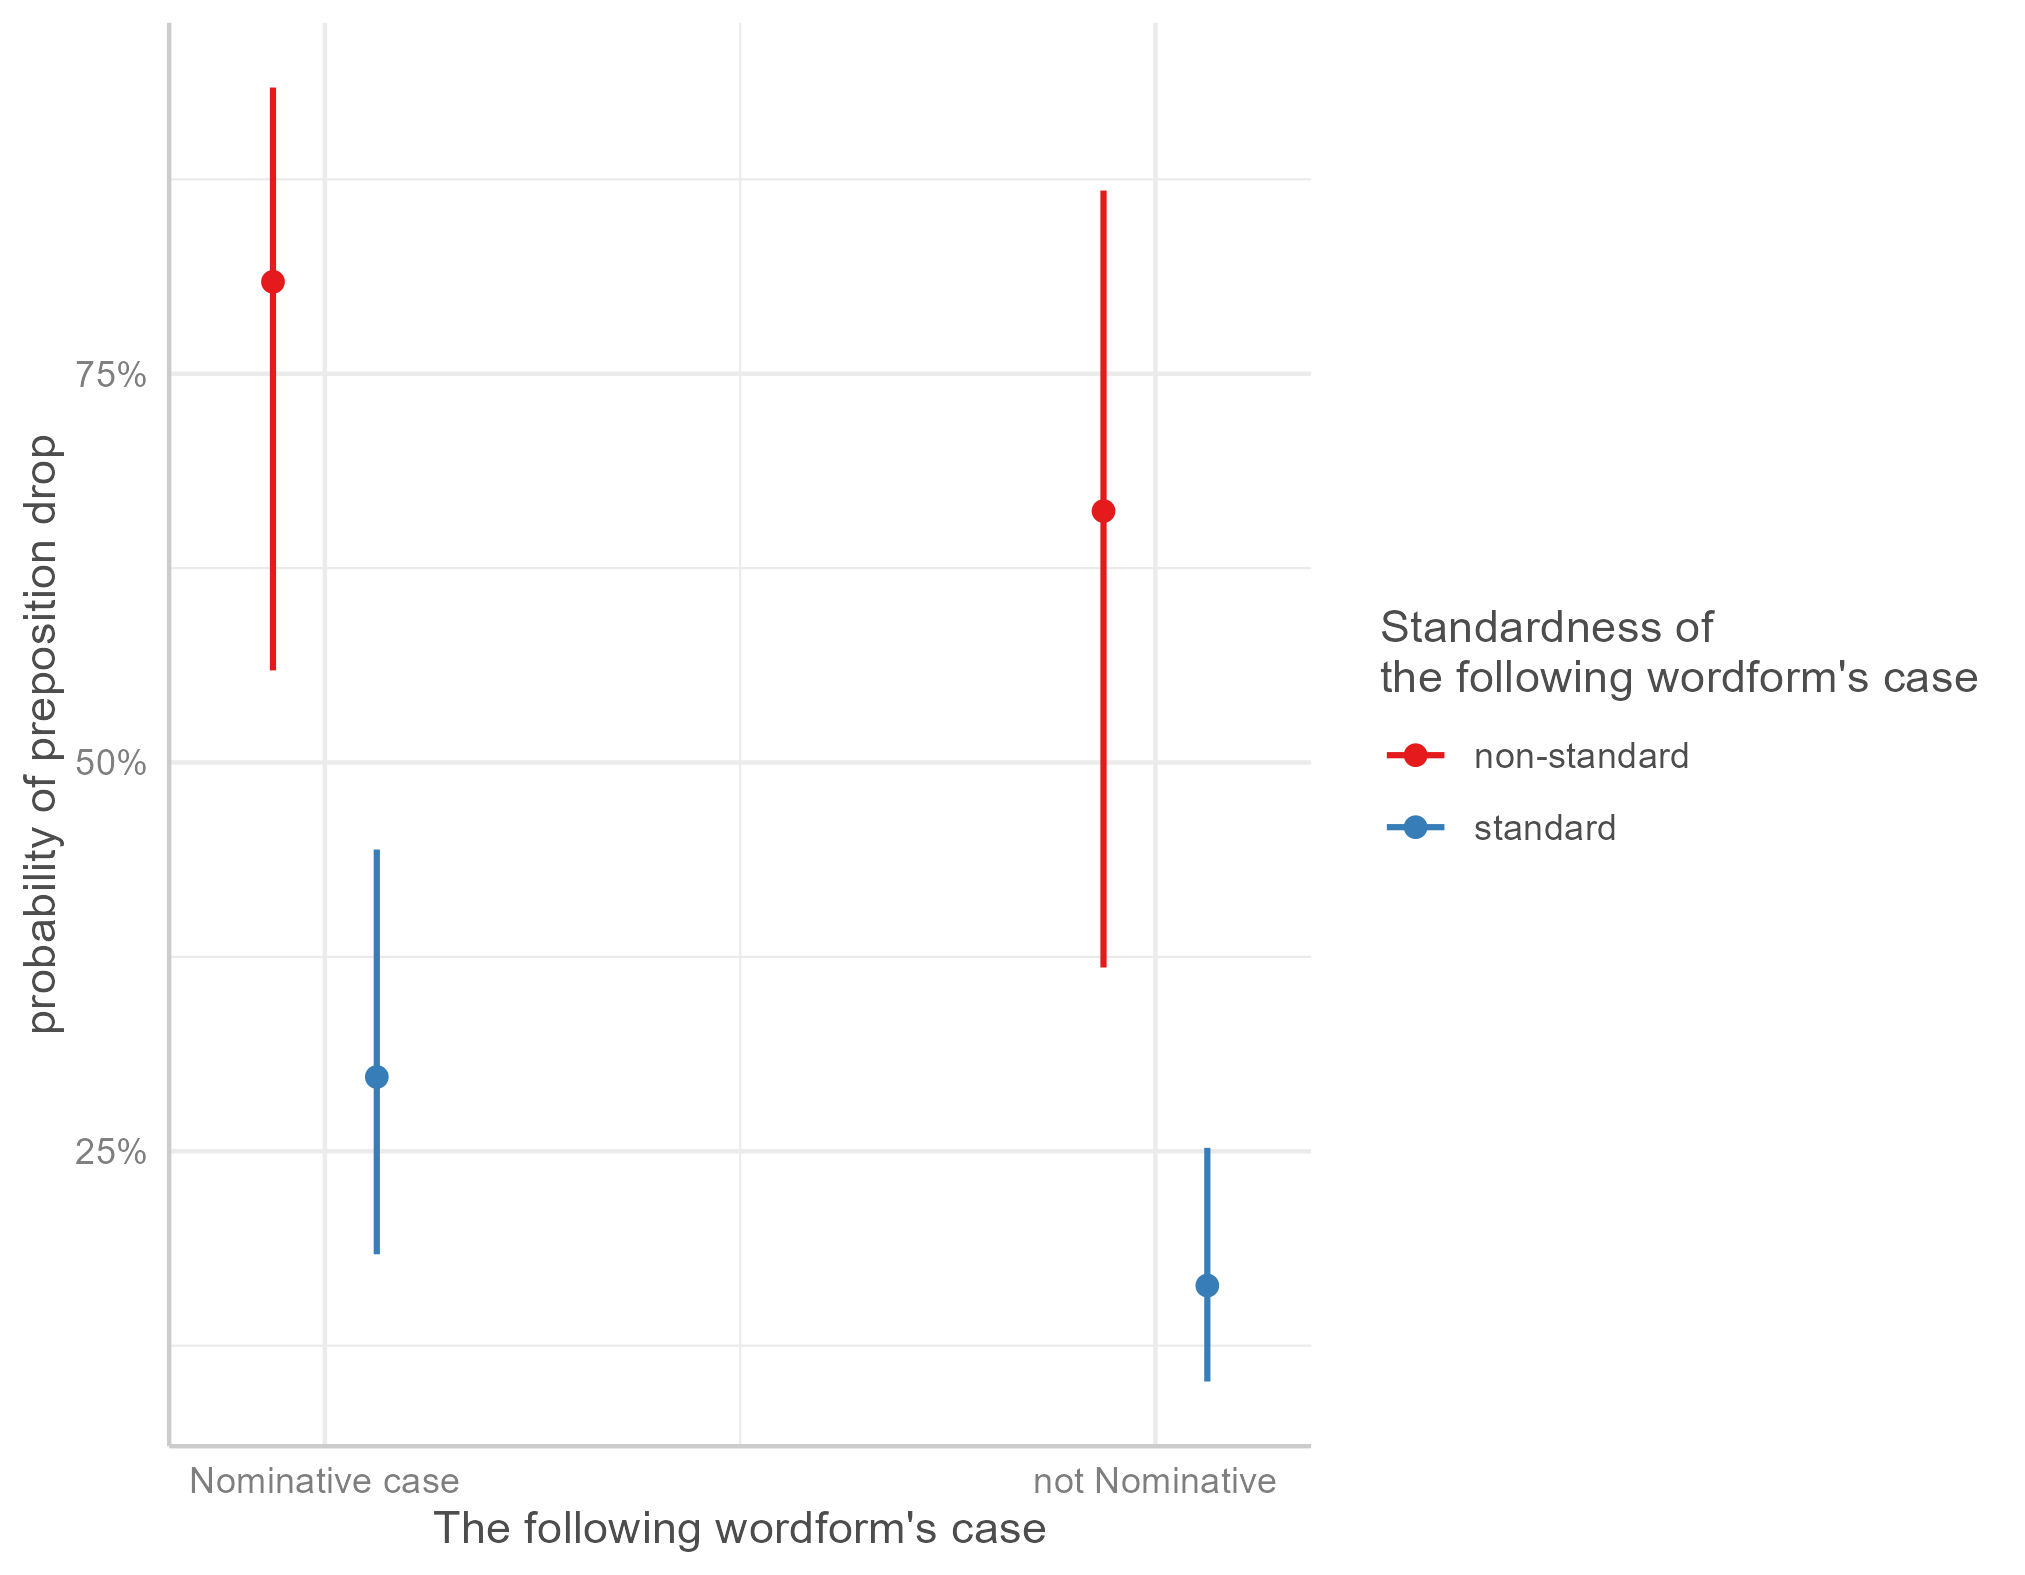 probability of preposition drop
75%
50%
25%
Nominative case
not Nominative
The following wordform's case
Standardness of
the following wordform's case
non-standard
standard